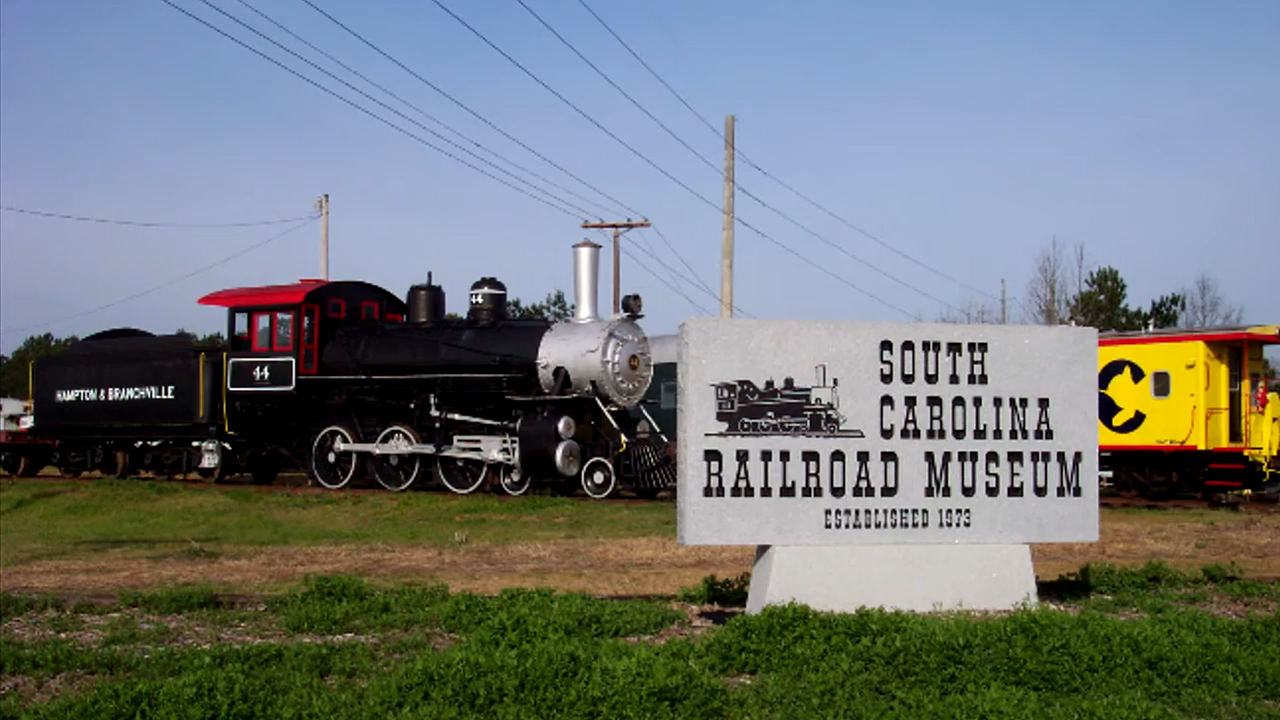 44
HAMPTON & BRANCHVILLE
44
SOUTH
CAROLINA
RAILROAD MUSEUM
ESTABLISHED 1973